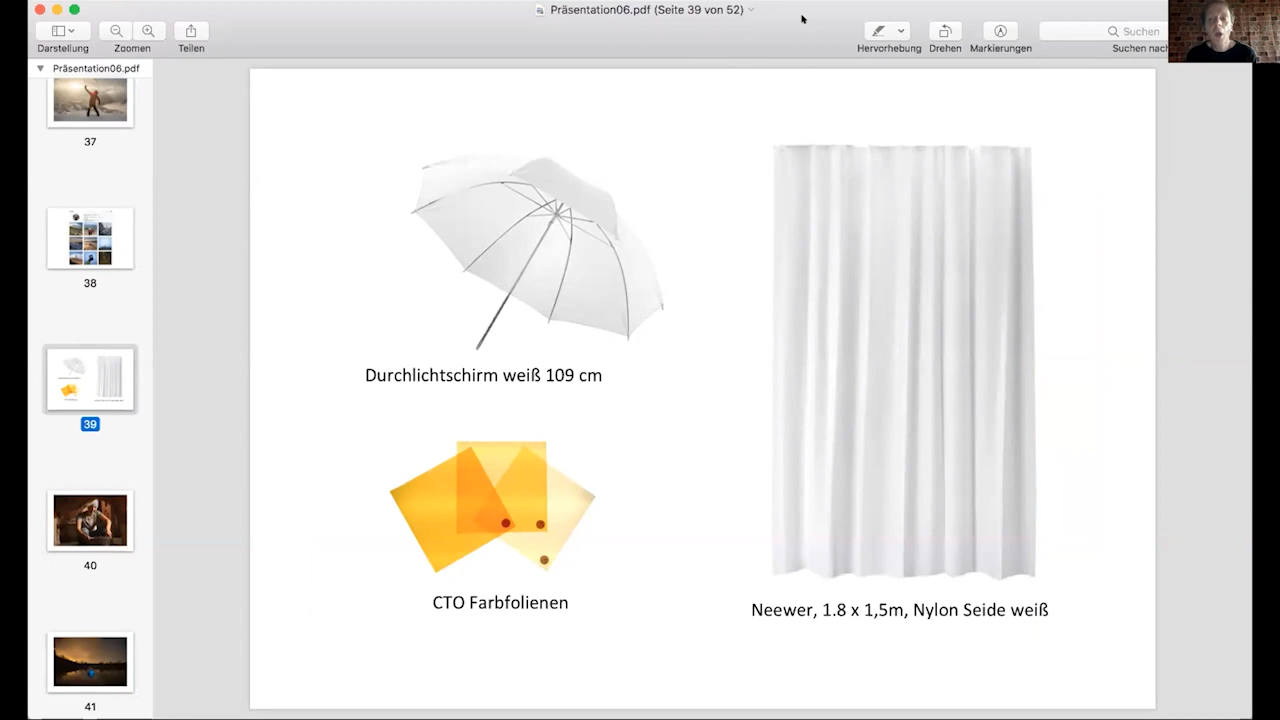 Präsentation06.pdf (Seite 39 von 52)
Darstellung
Zoomen
Teilen
Hervorhebung
Drehen
Markierungen
Suchen
Suchen nach
Präsentation06.pdf
37
38
39
40
41
Durchlichtschirm weiß 109 cm
CTO Farbfolienen
Neewer, 1.8 x 1,5m, Nylon Seide weiß